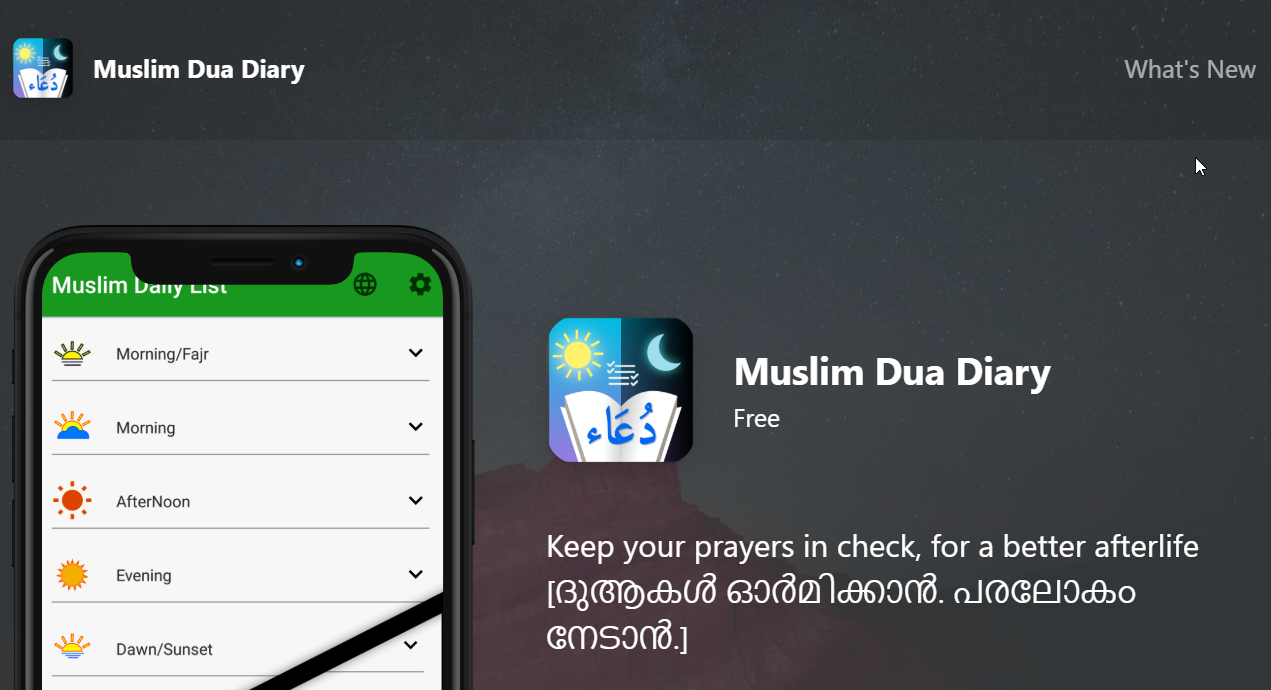 دُعَاء
Muslim Dua Diary
What's New
Muslim Daily List
Morning/Fajr
Morning
AfterNoon
Evening
Dawn/Sunset
دُعَاء
Muslim Dua Diary
Free
Keep your prayers in check, for a better afterlife
[ദുആകൾ ഓർമിക്കാൻ. പരലോകം
നേടാൻ.]